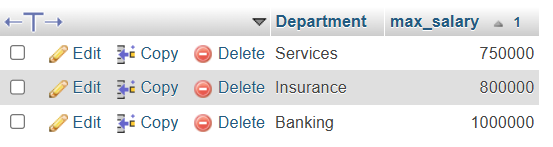 Department max_salary 1
Edit Copy Delete Services 750000
Edit Copy Delete Insurance 800000
Edit Copy Delete Banking 1000000